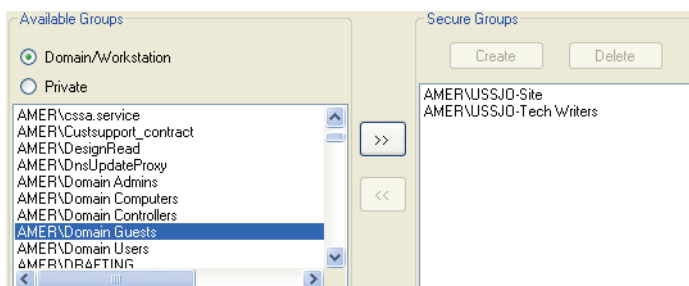 Available Groups
Domain/Workstation
Private
AMER\cssa.service
AMER\Custsupport_contract
AMER\DesignRead
AMER\DnsUpdateProxy
AMER\Domain Admins
AMER\Domain Computers
AMER\Domain Controllers
AMER\Domain Guests
AMER\Domain Users
AMER\DRAFTING
>>
<<
Secure Groups
Create
Delete
AMER\USSJO-Site
AMER\USSJO-Tech Writers